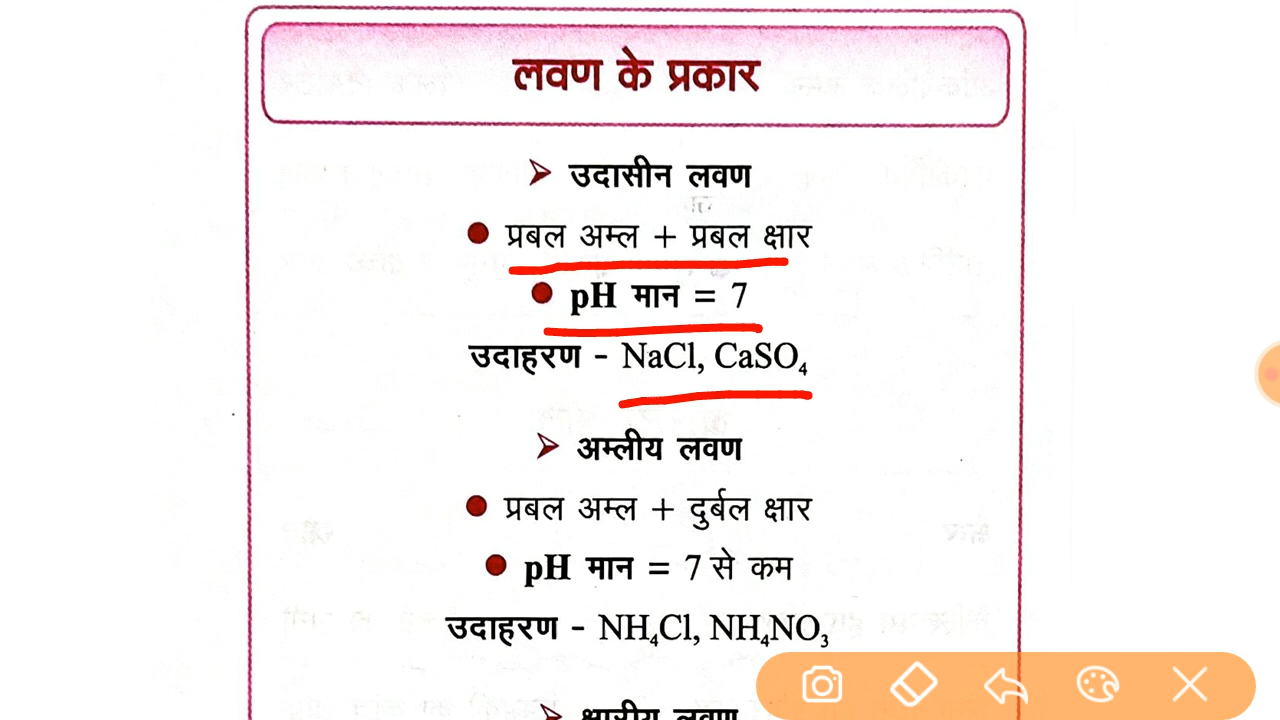 लवण के प्रकार
➢ उदासीन लवण
● प्रबल अम्ल + प्रबल क्षार
● pH मान = 7
उदाहरण - NaCl, CaSO₄
➢ अम्लीय लवण
● प्रबल अम्ल + दुर्बल क्षार
● pH मान = 7 से कम
उदाहरण - NH₄Cl, NH₄NO₃
➢ क्षारीय लवण